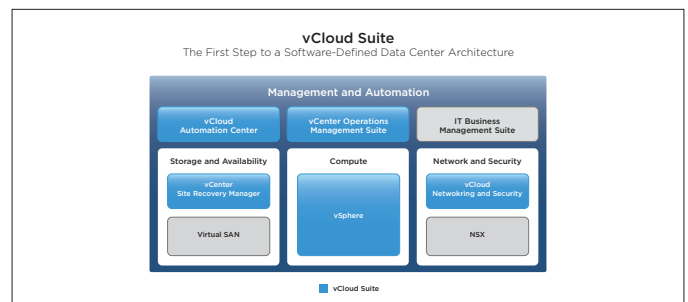 vCloud Suite
The First Step to a Software-Defined Data Center Architecture
Management and Automation
vCloud
Automation Center
vCenter Operations
Management Suite
IT Business
Management Suite
Storage and Availability
vCenter
Site Recovery Manager
Virtual SAN
Compute
vSphere
Network and Security
vCloud
Netwokring and Security
NSX
vCloud Suite